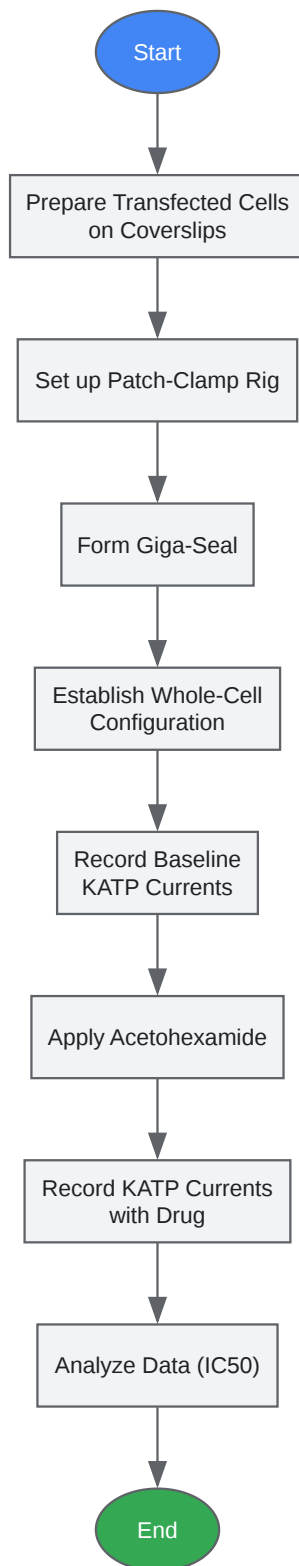 Start
Prepare Transfected Cells
on Coverslips
Set up Patch-Clamp Rig
Form Giga-Seal
Establish Whole-Cell
Configuration
Record Baseline
KATP Currents
Apply Acetohexamide
Record KATP Currents
with Drug
Analyze Data (IC50)
End